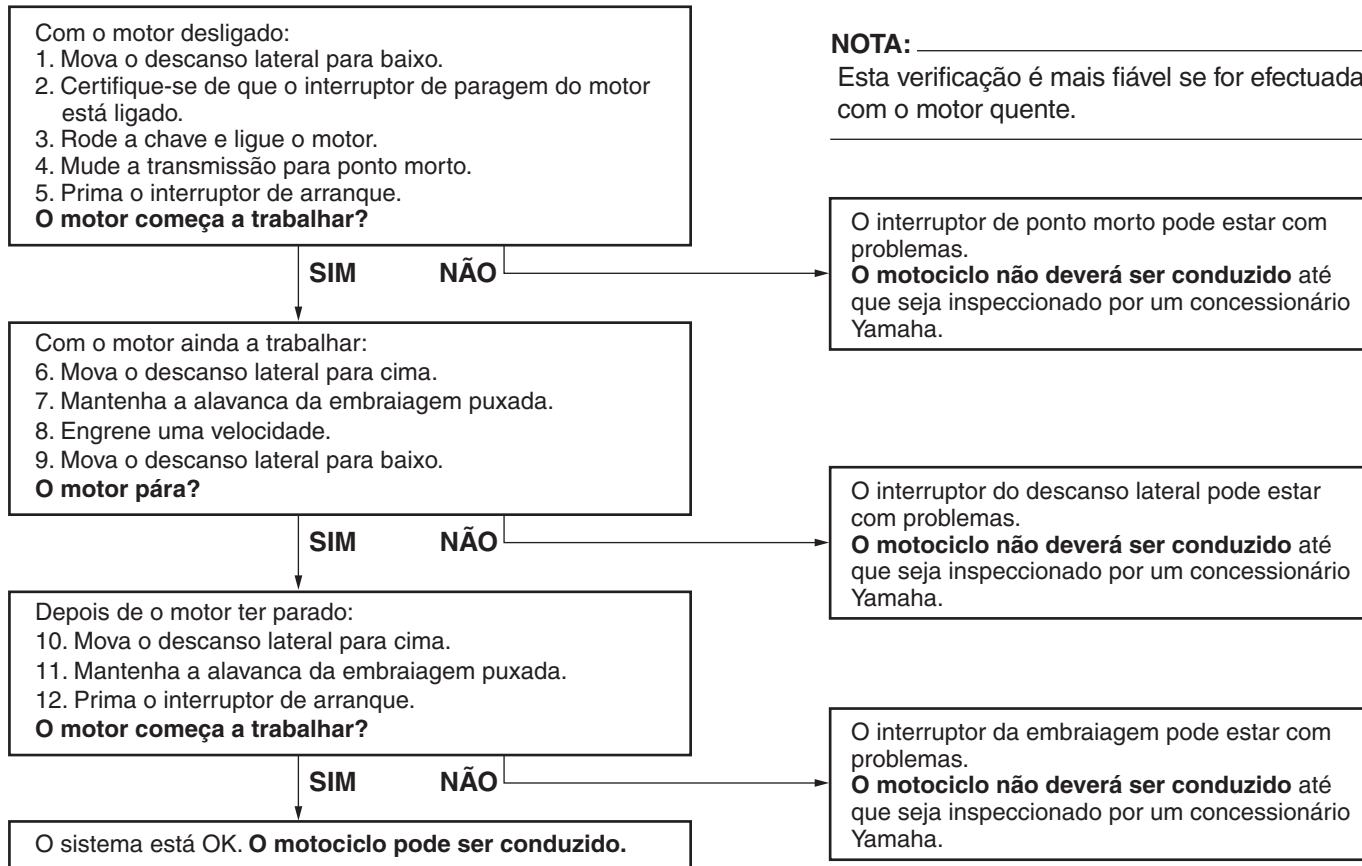 Com o motor desligado:
1. Mova o descanso lateral para baixo.
2. Certifique-se de que o interruptor de paragem do motor
está ligado.
3. Rode a chave e ligue o motor.
4. Mude a transmissão para ponto morto.
5. Prima o interruptor de arranque.
O motor começa a trabalhar?
NOTA:
Esta verificação é mais fiável se for efectuada
com o motor quente.
SIM NÃO
O interruptor de ponto morto pode estar com
problemas.
O motociclo não deverá ser conduzido até
que seja inspeccionado por um concessionário
Yamaha.
Com o motor ainda a trabalhar:
6. Mova o descanso lateral para cima.
7. Mantenha a alavanca da embraiagem puxada.
8. Engrene uma velocidade.
9. Mova o descanso lateral para baixo.
O motor pára?
SIM NÃO
O interruptor do descanso lateral pode estar
com problemas.
O motociclo não deverá ser conduzido até
que seja inspeccionado por um concessionário
Yamaha.
Depois de o motor ter parado:
10. Mova o descanso lateral para cima.
11. Mantenha a alavanca da embraiagem puxada.
12. Prima o interruptor de arranque.
O motor começa a trabalhar?
SIM NÃO
O interruptor da embraiagem pode estar com
problemas.
O motociclo não deverá ser conduzido até
que seja inspeccionado por um concessionário
Yamaha.
O sistema está OK. O motociclo pode ser conduzido.